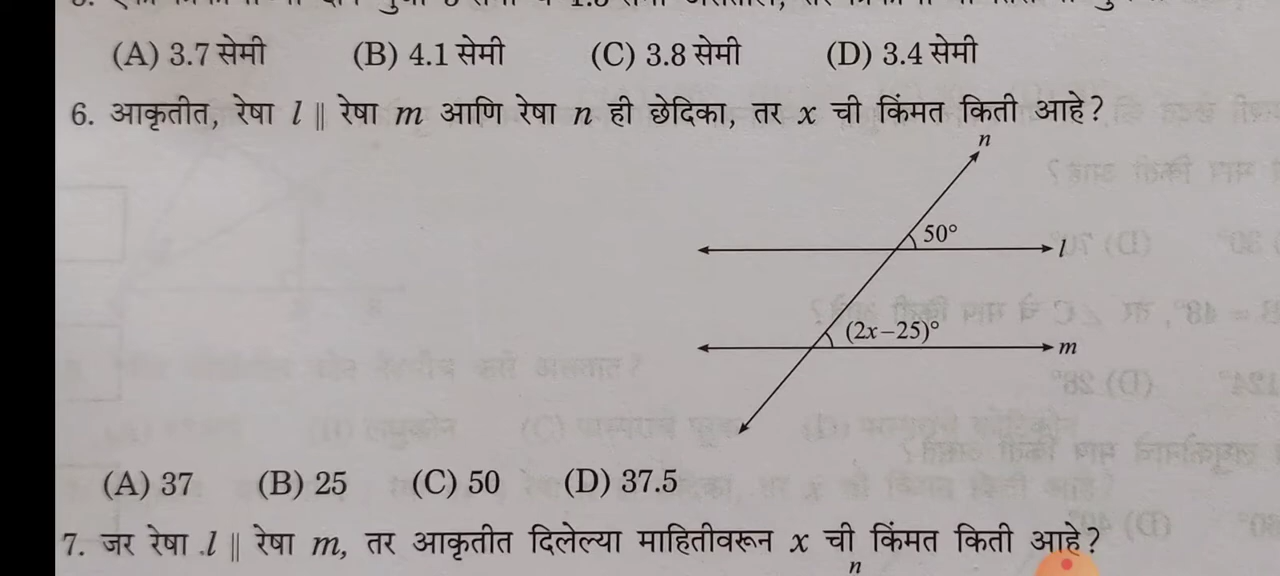 (A) 3.7 सेमी (B) 4.1 सेमी (C) 3.8 सेमी (D) 3.4 सेमी
6. आकृतीत, रेषा l || रेषा m आणि रेषा n ही छेदिका, तर x ची किंमत किती आहे?
n
50°
l
(2x–25)°
m
(A) 37 (B) 25 (C) 50 (D) 37.5
7. जर रेषा l || रेषा m, तर आकृतीत दिलेल्या माहितीवरून x ची किंमत किती आहे?
n